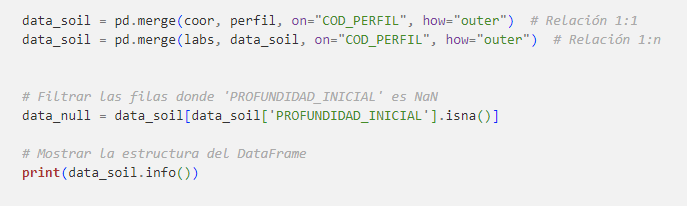 data_soil = pd.merge(coor, perfil, on="COD_PERFIL", how="outer")  # Relación 1:1
data_soil = pd.merge(labs, data_soil, on="COD_PERFIL", how="outer")  # Relación 1:n
# Filtrar las filas donde 'PROFUNDIDAD_INICIAL' es NaN
data_null = data_soil[data_soil['PROFUNDIDAD_INICIAL'].isna()]
# Mostrar la estructura del DataFrame
print(data_soil.info())